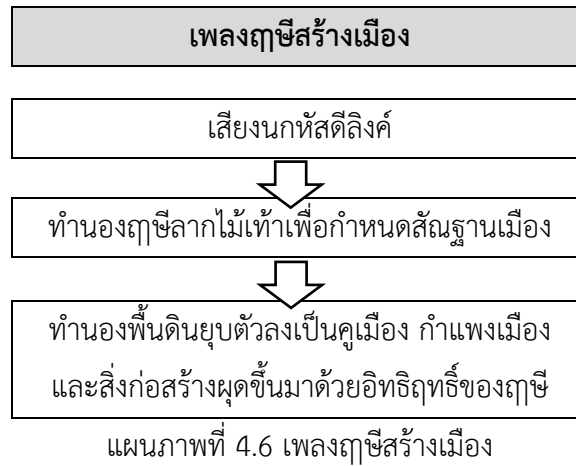 เพลงฤๅษีสร้างเมือง
เสียงนกหัสดีลิงค์
ทำนองฤๅษีลากไม้เท้าเพื่อกำหนดสัณฐานเมือง
ทำนองพื้นดินยุบตัวลงเป็นคูเมือง กำแพงเมือง
และสิ่งก่อสร้างผุดขึ้นมาด้วยอิทธิฤทธิ์ของฤๅษี
แผนภาพที่ 4.6 เพลงฤๅษีสร้างเมือง